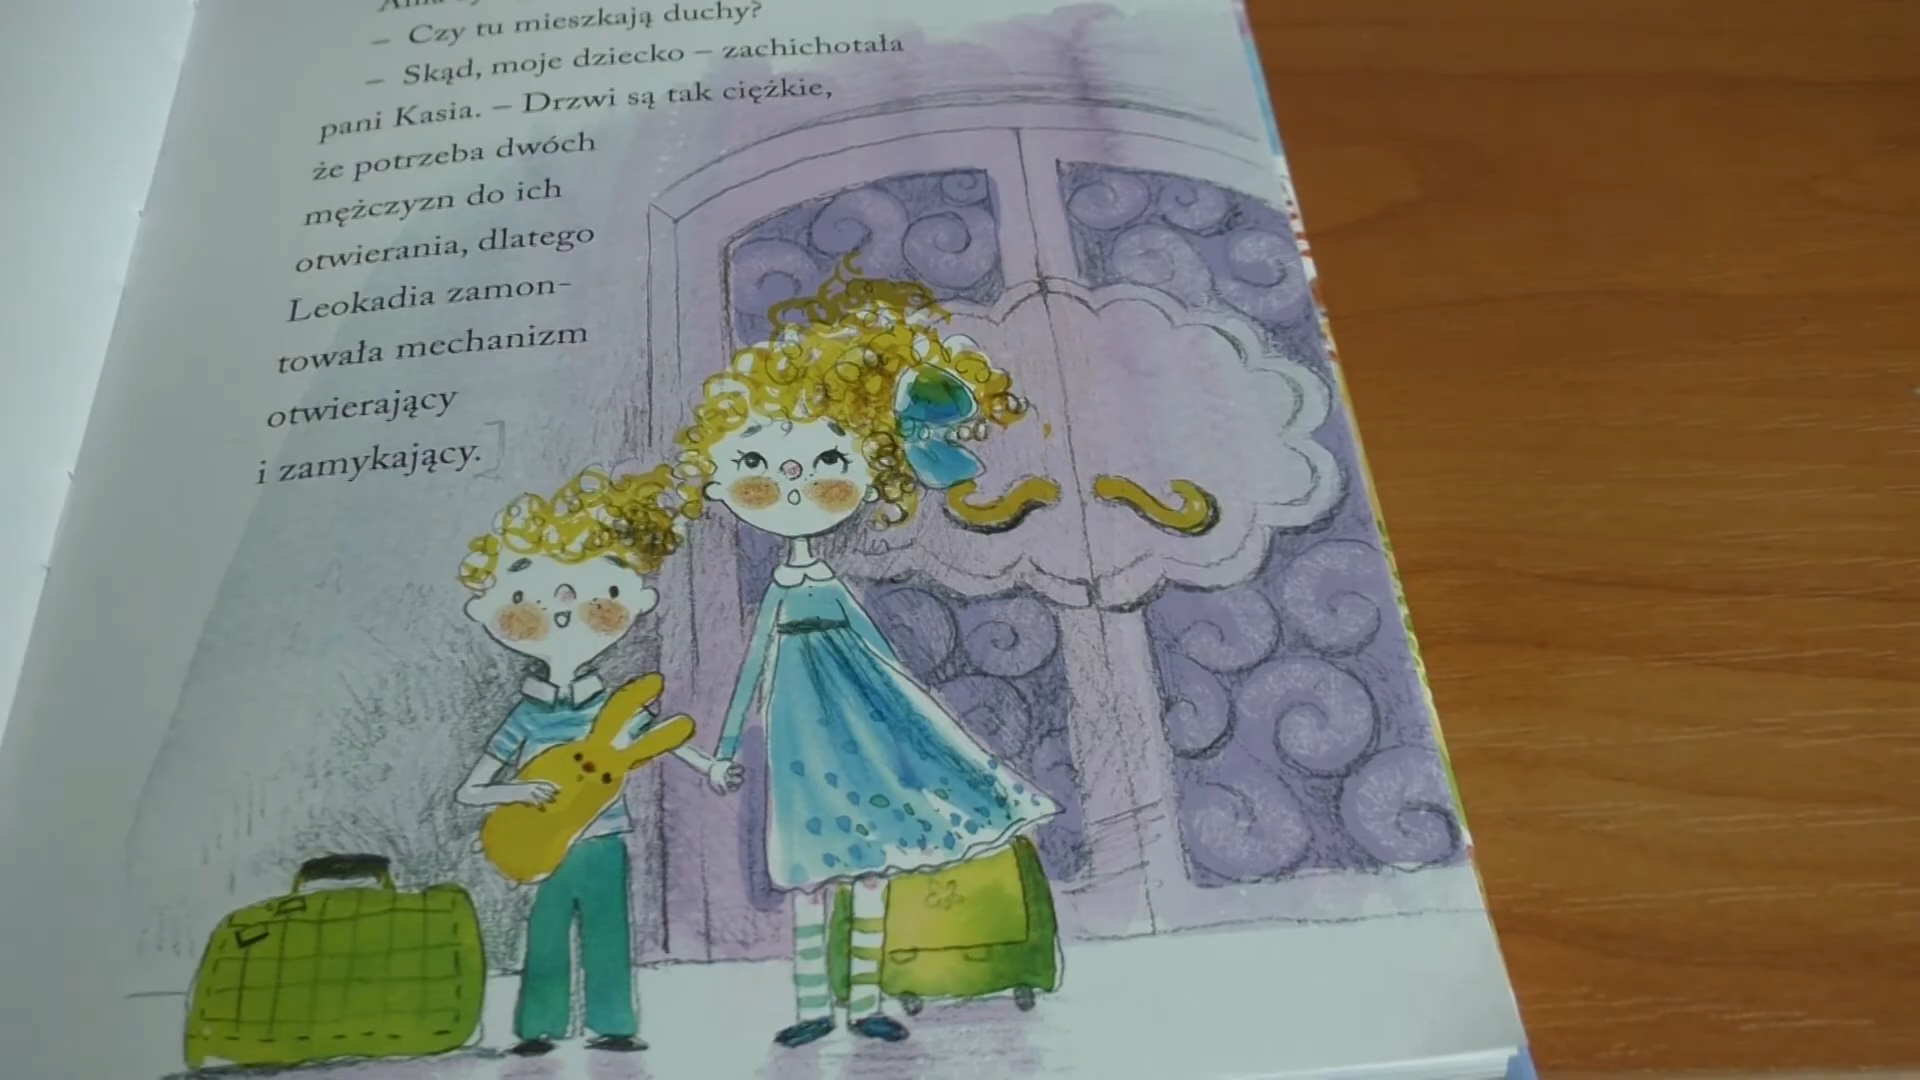 – Czy tu mieszkają duchy?
– Skąd, moje dziecko – zachichotała
pani Kasia. – Drzwi są tak ciężkie,
że potrzeba dwóch
mężczyzn do ich
otwierania, dlatego
Leokadia zamon-
towała mechanizm
otwierający
i zamykający.